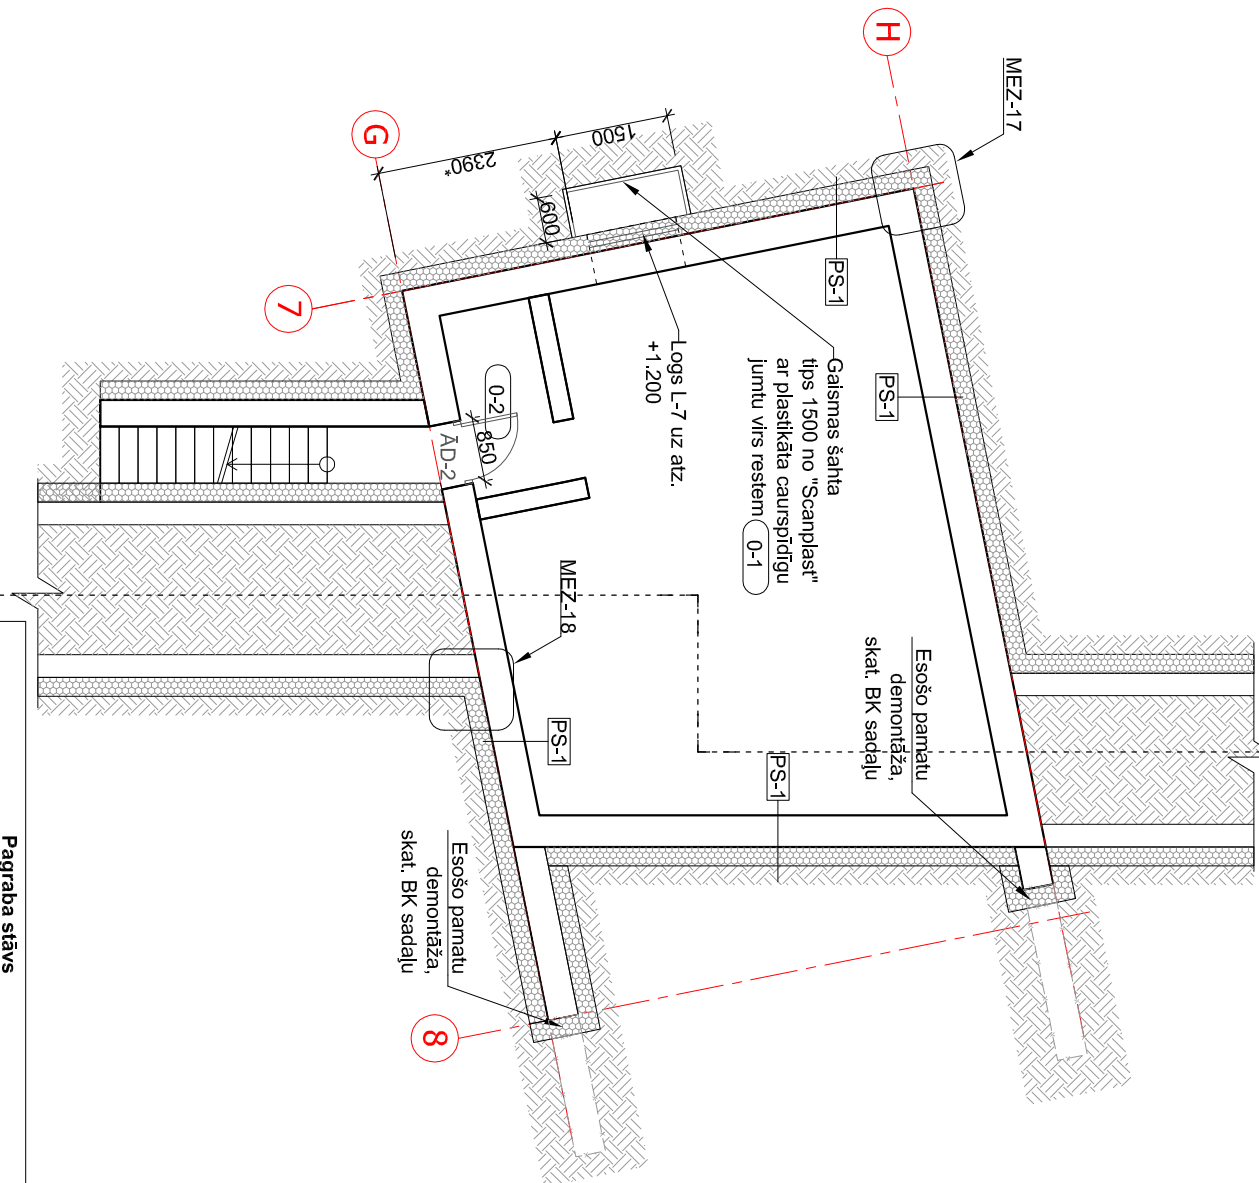 H
MEZ-17
G
1500
2390*
600
7
PS-1
PS-1
Gaismas šahta
tips 1500 no "Scanplast"
ar plastikāta caurspīdīgu
jumtu virs restem
0-1
Logs L-7 uz atz.
+1.200
0-2
850
ĀD-2
MEZ-18
PS-1
PS-1
Esošo pamatu
demontāža,
skat. BK sadaļu
Esošo pamatu
demontāža,
skat. BK sadaļu
8
Pagraba stāvs